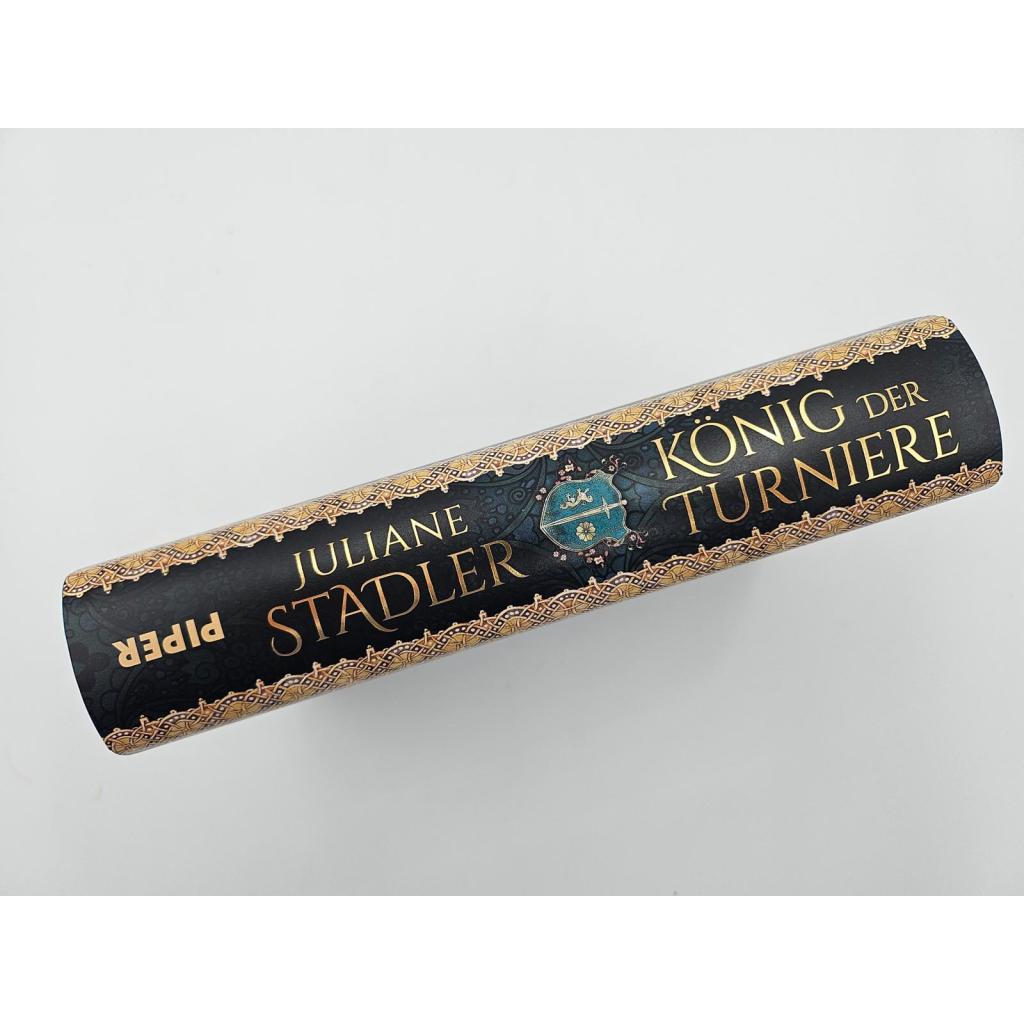 JULIANE
STADLER
KÖNIG DER
TURNIERE
PIPER